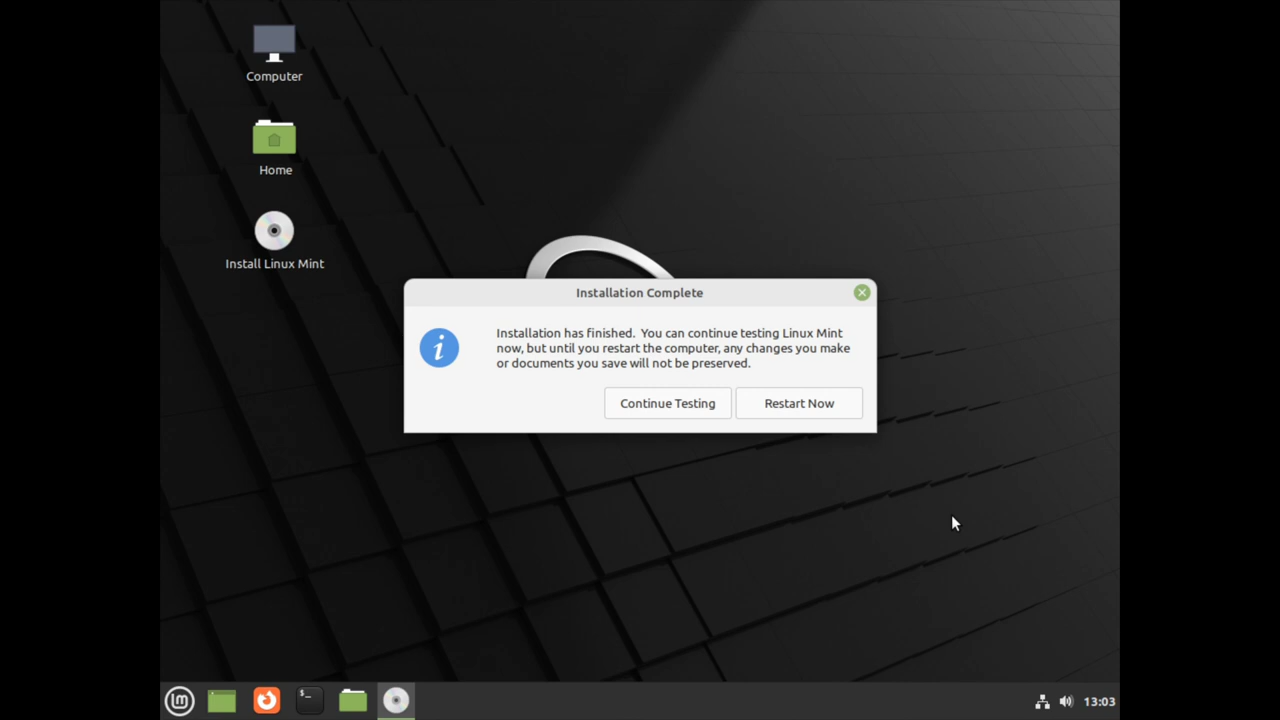 Computer
Home
Install Linux Mint
Installation Complete
Installation has finished.  You can continue testing Linux Mint
now, but until you restart the computer, any changes you make
or documents you save will not be preserved.
Continue Testing
Restart Now
$_
13:03